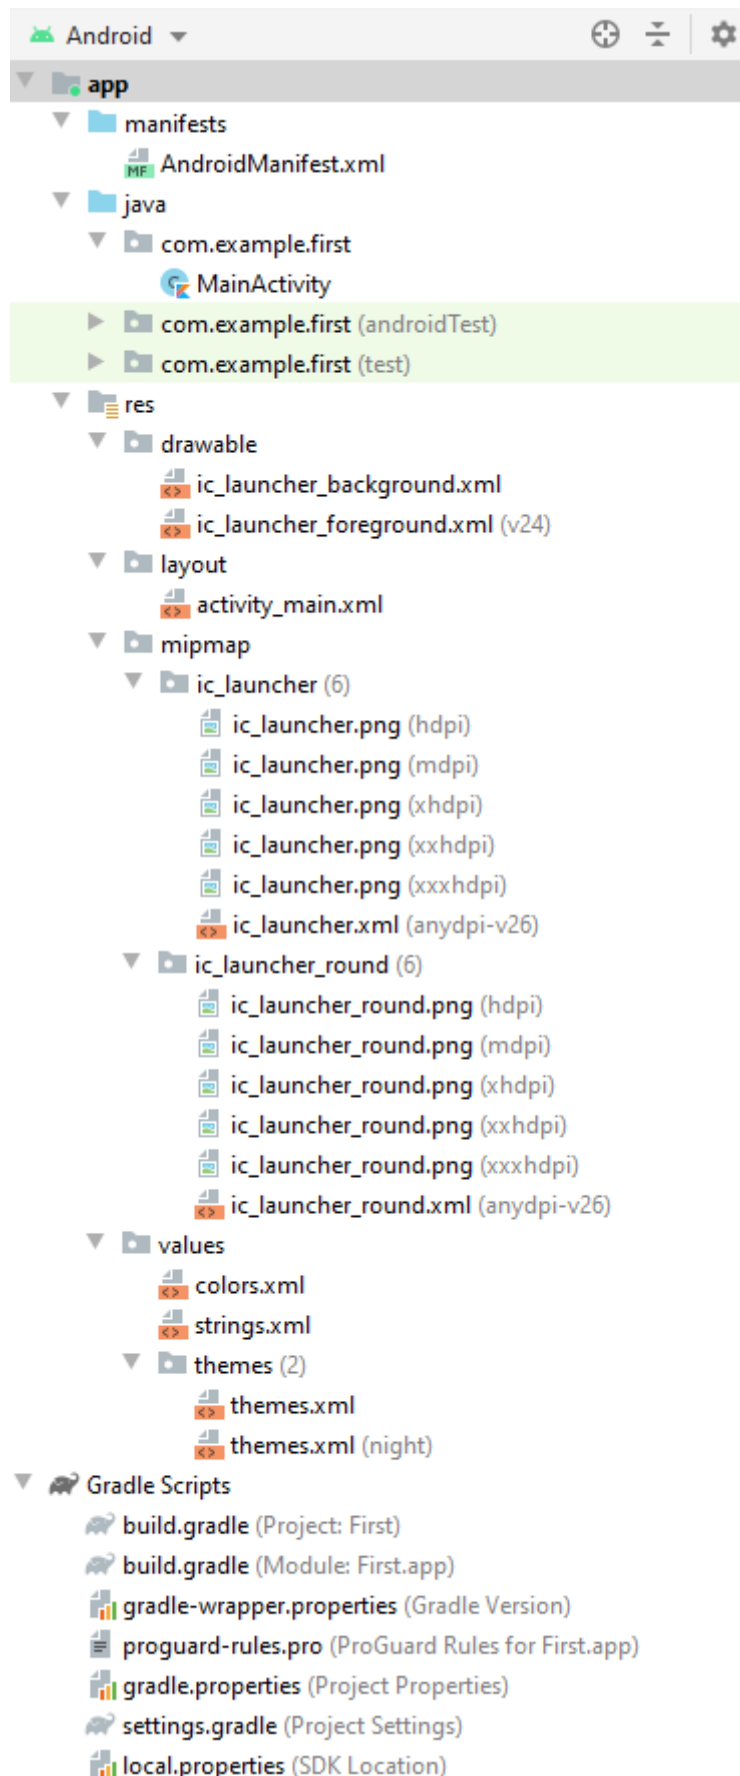 Android
app
manifests
MF AndroidManifest.xml
java
com.example.first
C MainActivity
com.example.first (androidTest)
com.example.first (test)
res
drawable
<> ic_launcher_background.xml
<> ic_launcher_foreground.xml (v24)
layout
<> activity_main.xml
mipmap
ic_launcher (6)
ic_launcher.png (hdpi)
ic_launcher.png (mdpi)
ic_launcher.png (xhdpi)
ic_launcher.png (xxhdpi)
ic_launcher.png (xxxhdpi)
<> ic_launcher.xml (anydpi-v26)
ic_launcher_round (6)
ic_launcher_round.png (hdpi)
ic_launcher_round.png (mdpi)
ic_launcher_round.png (xhdpi)
ic_launcher_round.png (xxhdpi)
ic_launcher_round.png (xxxhdpi)
<> ic_launcher_round.xml (anydpi-v26)
values
<> colors.xml
<> strings.xml
themes (2)
<> themes.xml
<> themes.xml (night)
Gradle Scripts
build.gradle (Project: First)
build.gradle (Module: First.app)
gradle-wrapper.properties (Gradle Version)
proguard-rules.pro (ProGuard Rules for First.app)
gradle.properties (Project Properties)
settings.gradle (Project Settings)
local.properties (SDK Location)